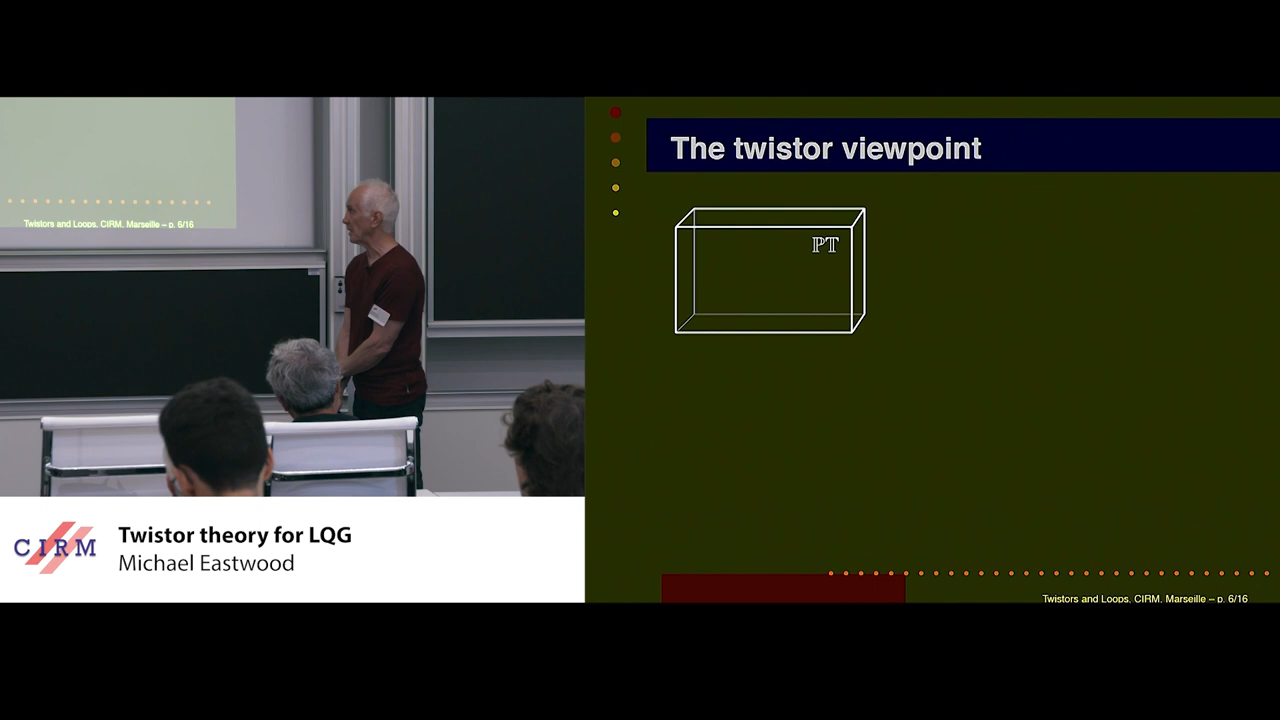 Twistors and Loops, CIRM, Marseille – p. 6/16
CIRM
Twistor theory for LQG
Michael Eastwood
The twistor viewpoint
ℙ𝕋
Twistors and Loops, CIRM, Marseille – p. 6/16